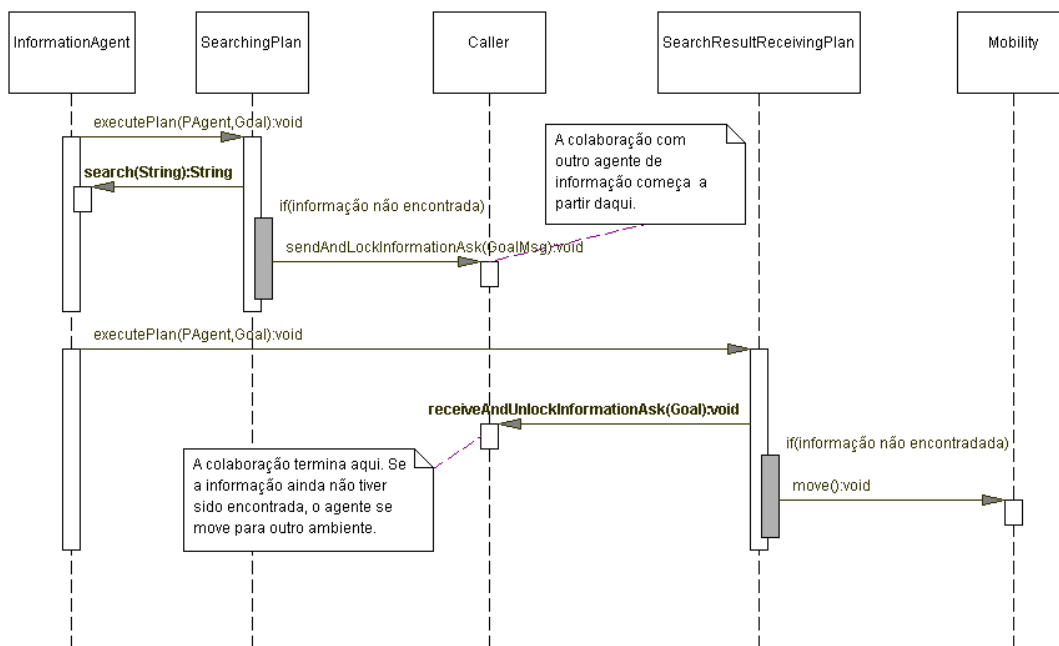 InformationAgent
SearchingPlan
Caller
SearchResultReceivingPlan
Mobility
executePlan(PAgent,Goal):void
search(String):String
A colaboração com
outro agente de
informação começa a
partir daqui.
if(informação não encontrada)
sendAndLockInformationAsk(GoalMsg):void
executePlan(PAgent,Goal):void
receiveAndUnlockInformationAsk(Goal):void
if(informação não encontradada)
A colaboração termina aqui. Se
a informação ainda não tiver
sido encontrada, o agente se
move para outro ambiente.
move():void